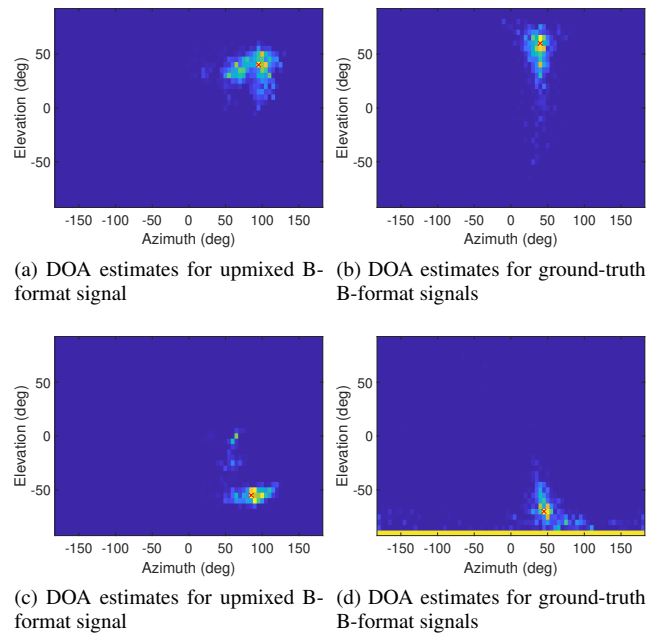 50
0
-50
Elevation (deg)
-150 -100 -50 0 50 100 150
Azimuth (deg)
50
0
-50
Elevation (deg)
-150 -100 -50 0 50 100 150
Azimuth (deg)
(a) DOA estimates for upmixed B-
format signal
(b) DOA estimates for ground-truth
B-format signals
50
0
-50
Elevation (deg)
-150 -100 -50 0 50 100 150
Azimuth (deg)
50
0
-50
Elevation (deg)
-150 -100 -50 0 50 100 150
Azimuth (deg)
(c) DOA estimates for upmixed B-
format signal
(d) DOA estimates for ground-truth
B-format signals